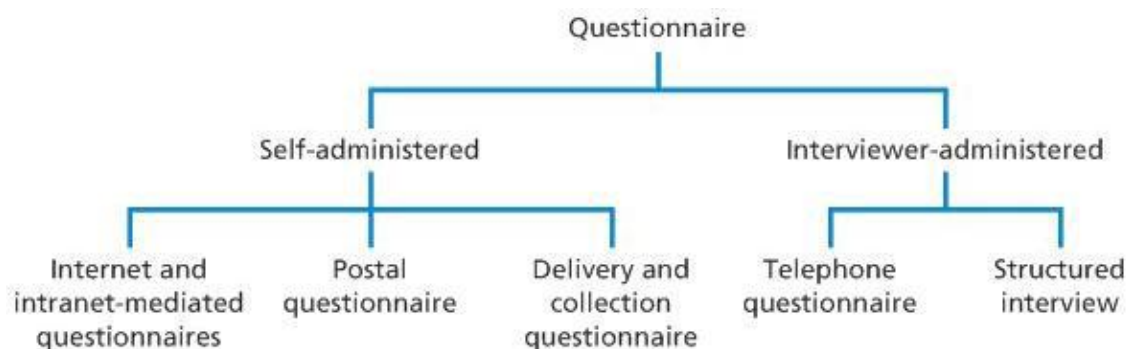 Questionnaire
Self-administered
Interviewer-administered
Internet and
intranet-mediated
questionnaires
Postal
questionnaire
Delivery and
collection
questionnaire
Telephone
questionnaire
Structured
interview